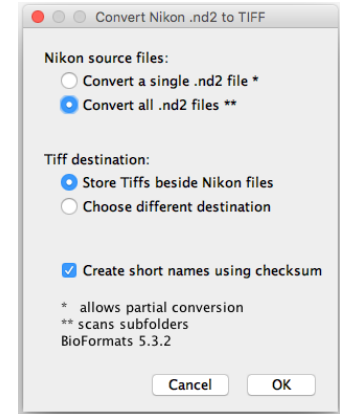 Convert Nikon .nd2 to TIFF
Nikon source files:
Convert a single .nd2 file *
Convert all .nd2 files **
Tiff destination:
Store Tiffs beside Nikon files
Choose different destination
Create short names using checksum
* allows partial conversion
** scans subfolders
BioFormats 5.3.2
Cancel OK